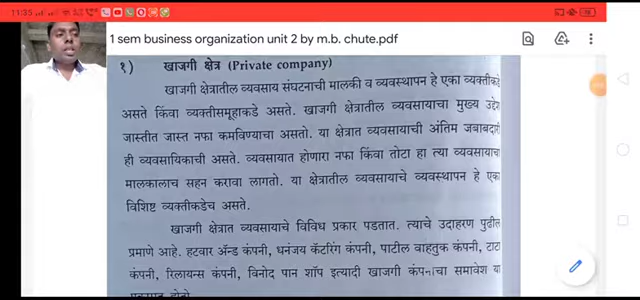 11:35
1 sem business organization unit 2 by m.b. chute.pdf
१) खाजगी क्षेत्र (Private company)
खाजगी क्षेत्रातील व्यवसाय संघटनाची मालकी व व्यवस्थापन हे एका व्यक्तीकडे
असते किंवा व्यक्तीसमूहाकडे असते. खाजगी क्षेत्रातील व्यवसायाचा मुख्य उद्देश
जास्तीत जास्त नफा कमविण्याचा असतो. या क्षेत्रात व्यवसायाची अंतिम जबाबदारी
ही व्यवसायिकाची असते. व्यवसायात होणारा नफा किंवा तोटा हा त्या व्यवसायाचा
मालकालाच सहन करावा लागतो. या क्षेत्रातील व्यवसायाचे व्यवस्थापन हे एका
विशिष्ट व्यक्तीकडेच असते.
खाजगी क्षेत्रात व्यवसायाचे विविध प्रकार पडतात. त्याचे उदाहरण पुढील
प्रमाणे आहे. हटवार अ‍ॅन्ड कंपनी, धनंजय कॅटरिंग कंपनी, पाटील वाहतुक कंपनी, टाटा
कंपनी, रिलायन्स कंपनी, विनोद पान शॉप इत्यादी खाजगी कंपनांचा समावेश या